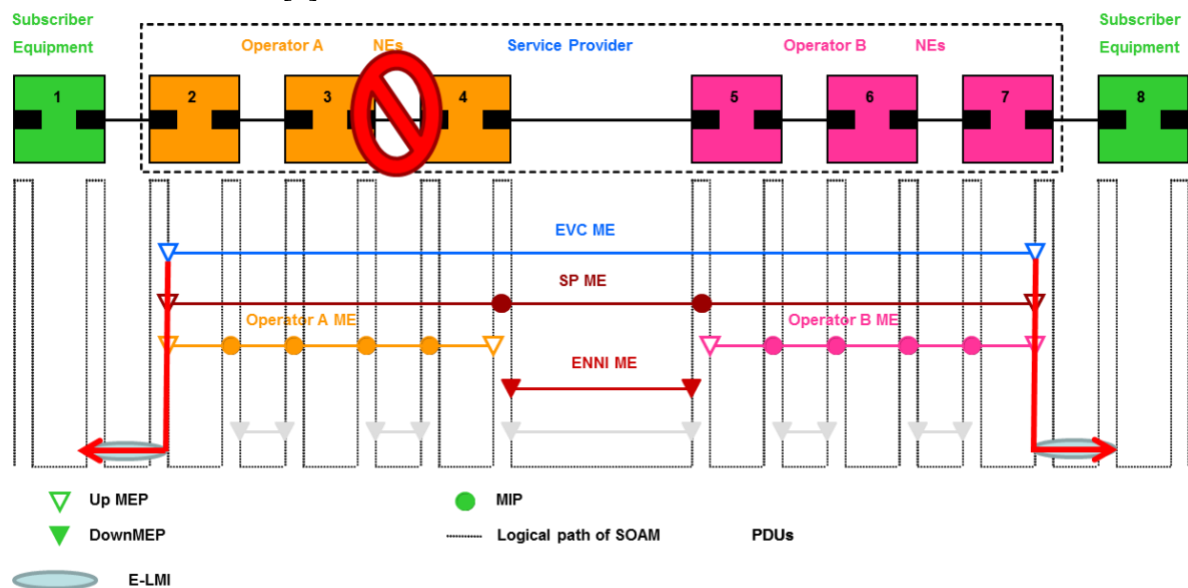 Subscriber
Equipment
Operator A NEs
Service Provider
Operator B NEs
Subscriber
Equipment
1
2
3
4
5
6
7
8
EVC ME
SP ME
Operator A ME
Operator B ME
ENNI ME
Up MEP
MIP
DownMEP
Logical path of SOAM PDUs
E-LMI